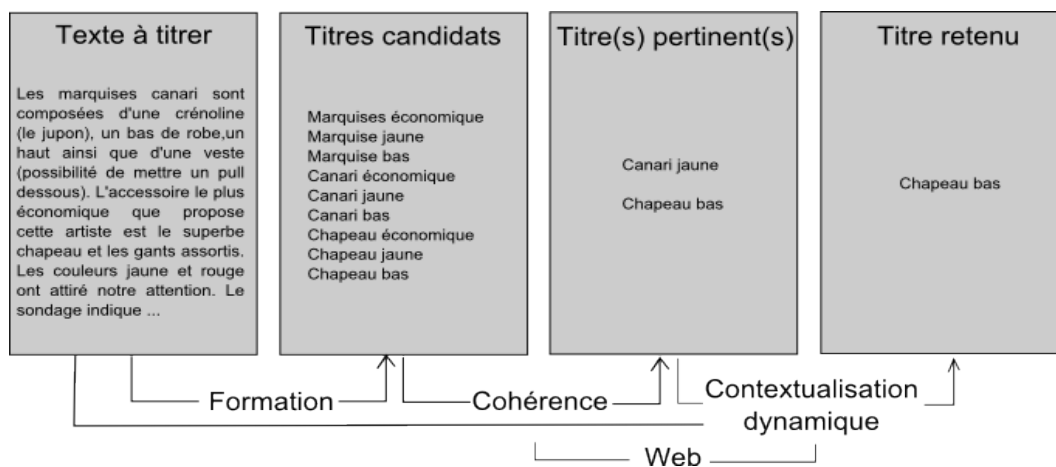 Texte à titrer
Les marquises canari sont
composées d'une crénoline
(le jupon), un bas de robe,un
haut ainsi que d'une veste
(possibilité de mettre un pull
dessous). L'accessoire le plus
économique que propose
cette artiste est le superbe
chapeau et les gants assortis.
Les couleurs jaune et rouge
ont attiré notre attention. Le
sondage indique ...
Titres candidats
Marquises économique
Marquise jaune
Marquise bas
Canari économique
Canari jaune
Canari bas
Chapeau économique
Chapeau jaune
Chapeau bas
Titre(s) pertinent(s)
Canari jaune
Chapeau bas
Titre retenu
Chapeau bas
Formation
Cohérence
Contextualisation
dynamique
Web